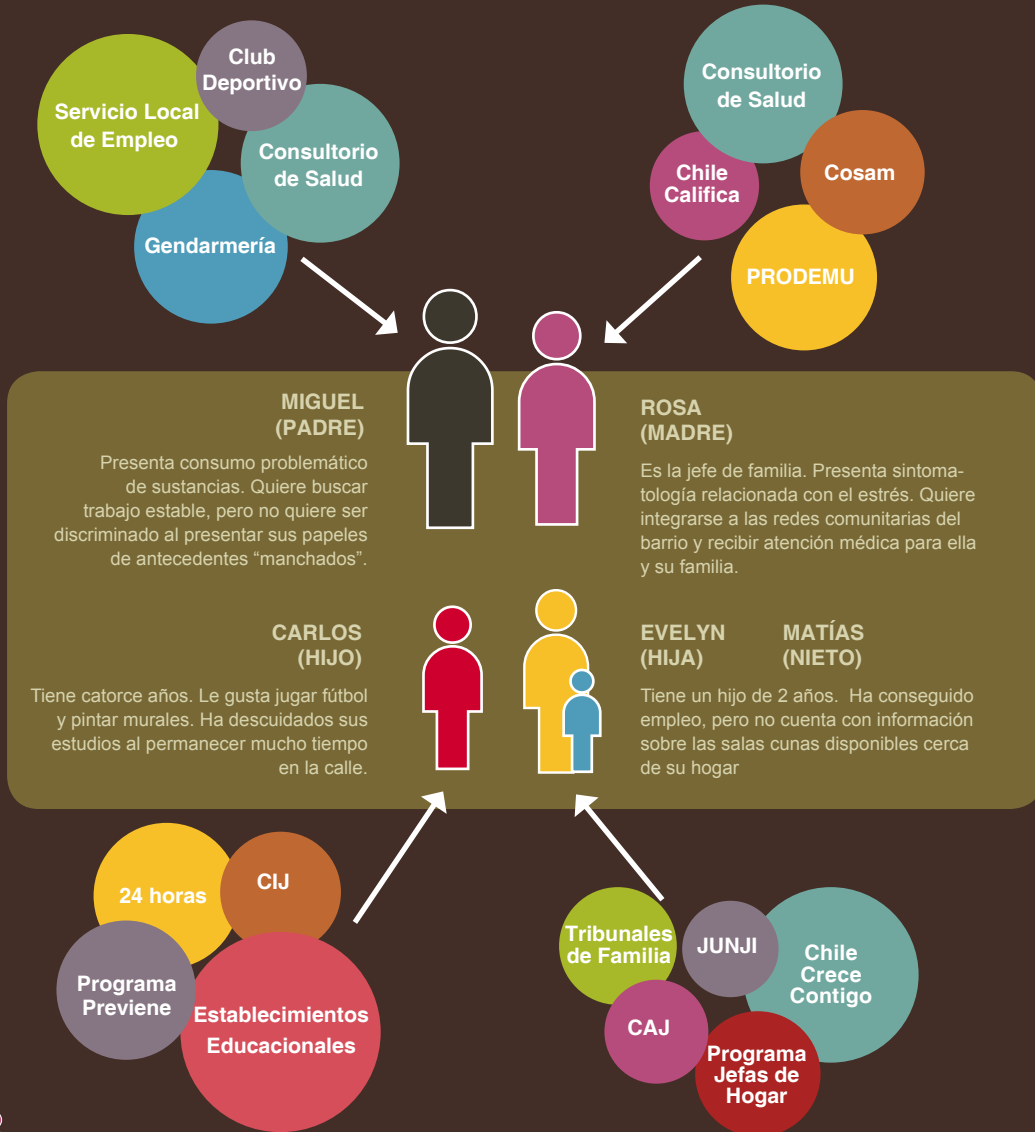 Club
Deportivo
Servicio Local
de Empleo
Consultorio
de Salud
Gendarmería
Consultorio
de Salud
Chile
Califica
Cosam
PRODEMU
MIGUEL
(PADRE)
Presenta consumo problemático
de sustancias. Quiere buscar
trabajo estable, pero no quiere ser
discriminado al presentar sus papeles
de antecedentes “manchados”.
ROSA
(MADRE)
Es la jefe de familia. Presenta sintoma-
tología relacionada con el estrés. Quiere
integrarse a las redes comunitarias del
barrio y recibir atención médica para ella
y su familia.
CARLOS
(HIJO)
Tiene catorce años. Le gusta jugar fútbol
y pintar murales. Ha descuidados sus
estudios al permanecer mucho tiempo
en la calle.
EVELYN
(HIJA)
MATÍAS
(NIETO)
Tiene un hijo de 2 años.  Ha conseguido
empleo, pero no cuenta con información
sobre las salas cunas disponibles cerca
de su hogar
24 horas
CIJ
Programa
Previene
Establecimientos
Educacionales
Tribunales
de Familia
JUNJI
Chile
Crece
Contigo
CAJ
Programa
Jefas de
Hogar